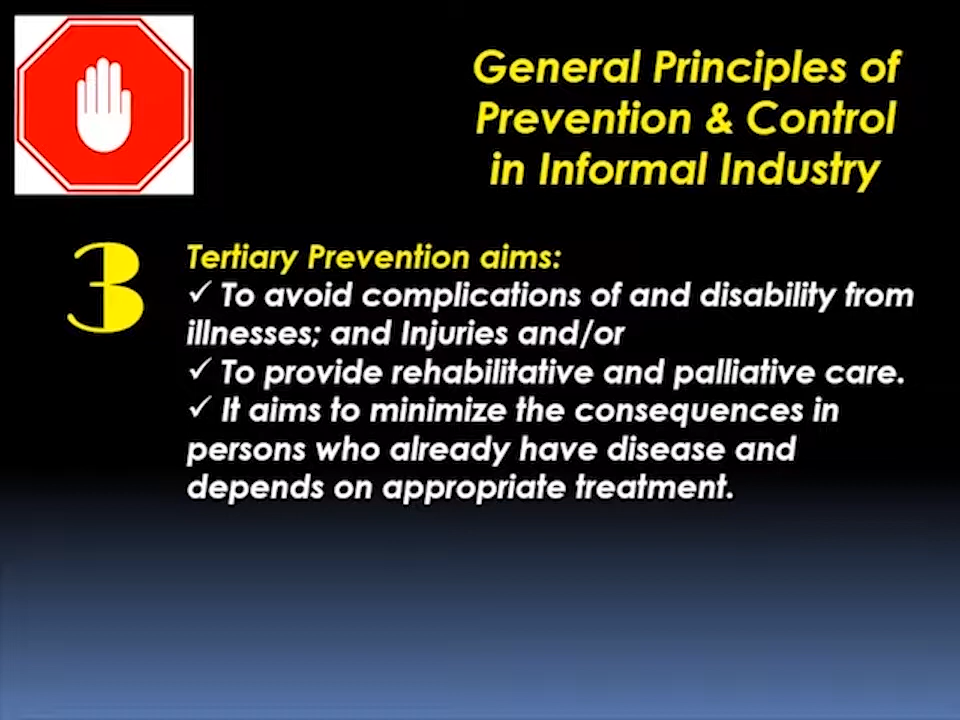 General Principles of
Prevention & Control
in Informal Industry
3
Tertiary Prevention aims:
✓ To avoid complications of and disability from
illnesses; and Injuries and/or
✓ To provide rehabilitative and palliative care.
✓ It aims to minimize the consequences in
persons who already have disease and
depends on appropriate treatment.